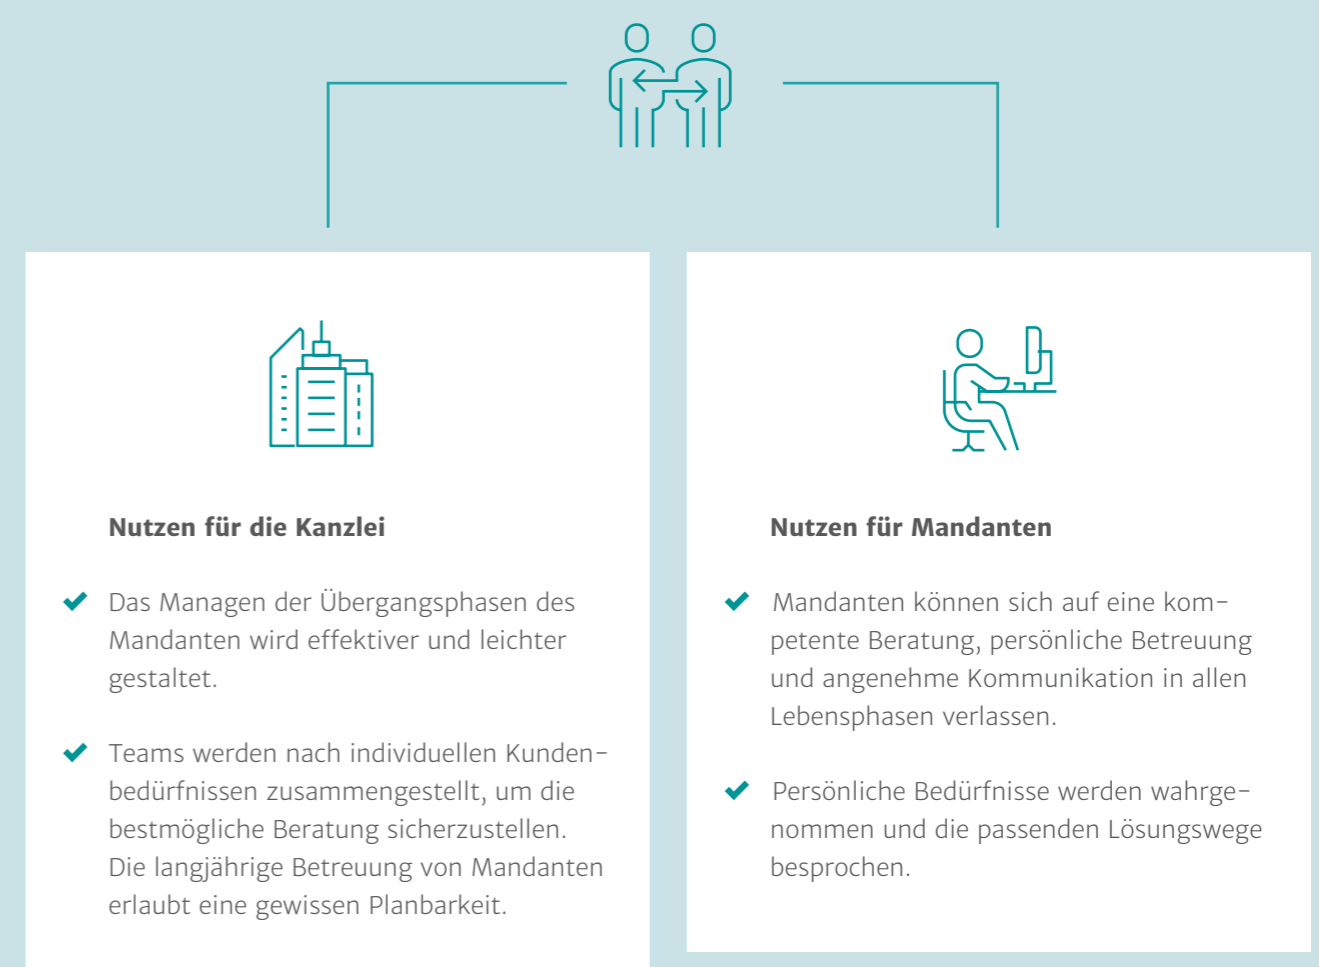 Nutzen für die Kanzlei
Das Managen der Übergangsphasen des
Mandanten wird effektiver und leichter
gestaltet.
Teams werden nach individuellen Kunden-
bedürfnissen zusammengestellt, um die
bestmögliche Beratung sicherzustellen.
Die langjährige Betreuung von Mandanten
erlaubt eine gewissen Planbarkeit.
Nutzen für Mandanten
Mandanten können sich auf eine kom-
petente Beratung, persönliche Betreuung
und angenehme Kommunikation in allen
Lebensphasen verlassen.
Persönliche Bedürfnisse werden wahrge-
nommen und die passenden Lösungswege
besprochen.